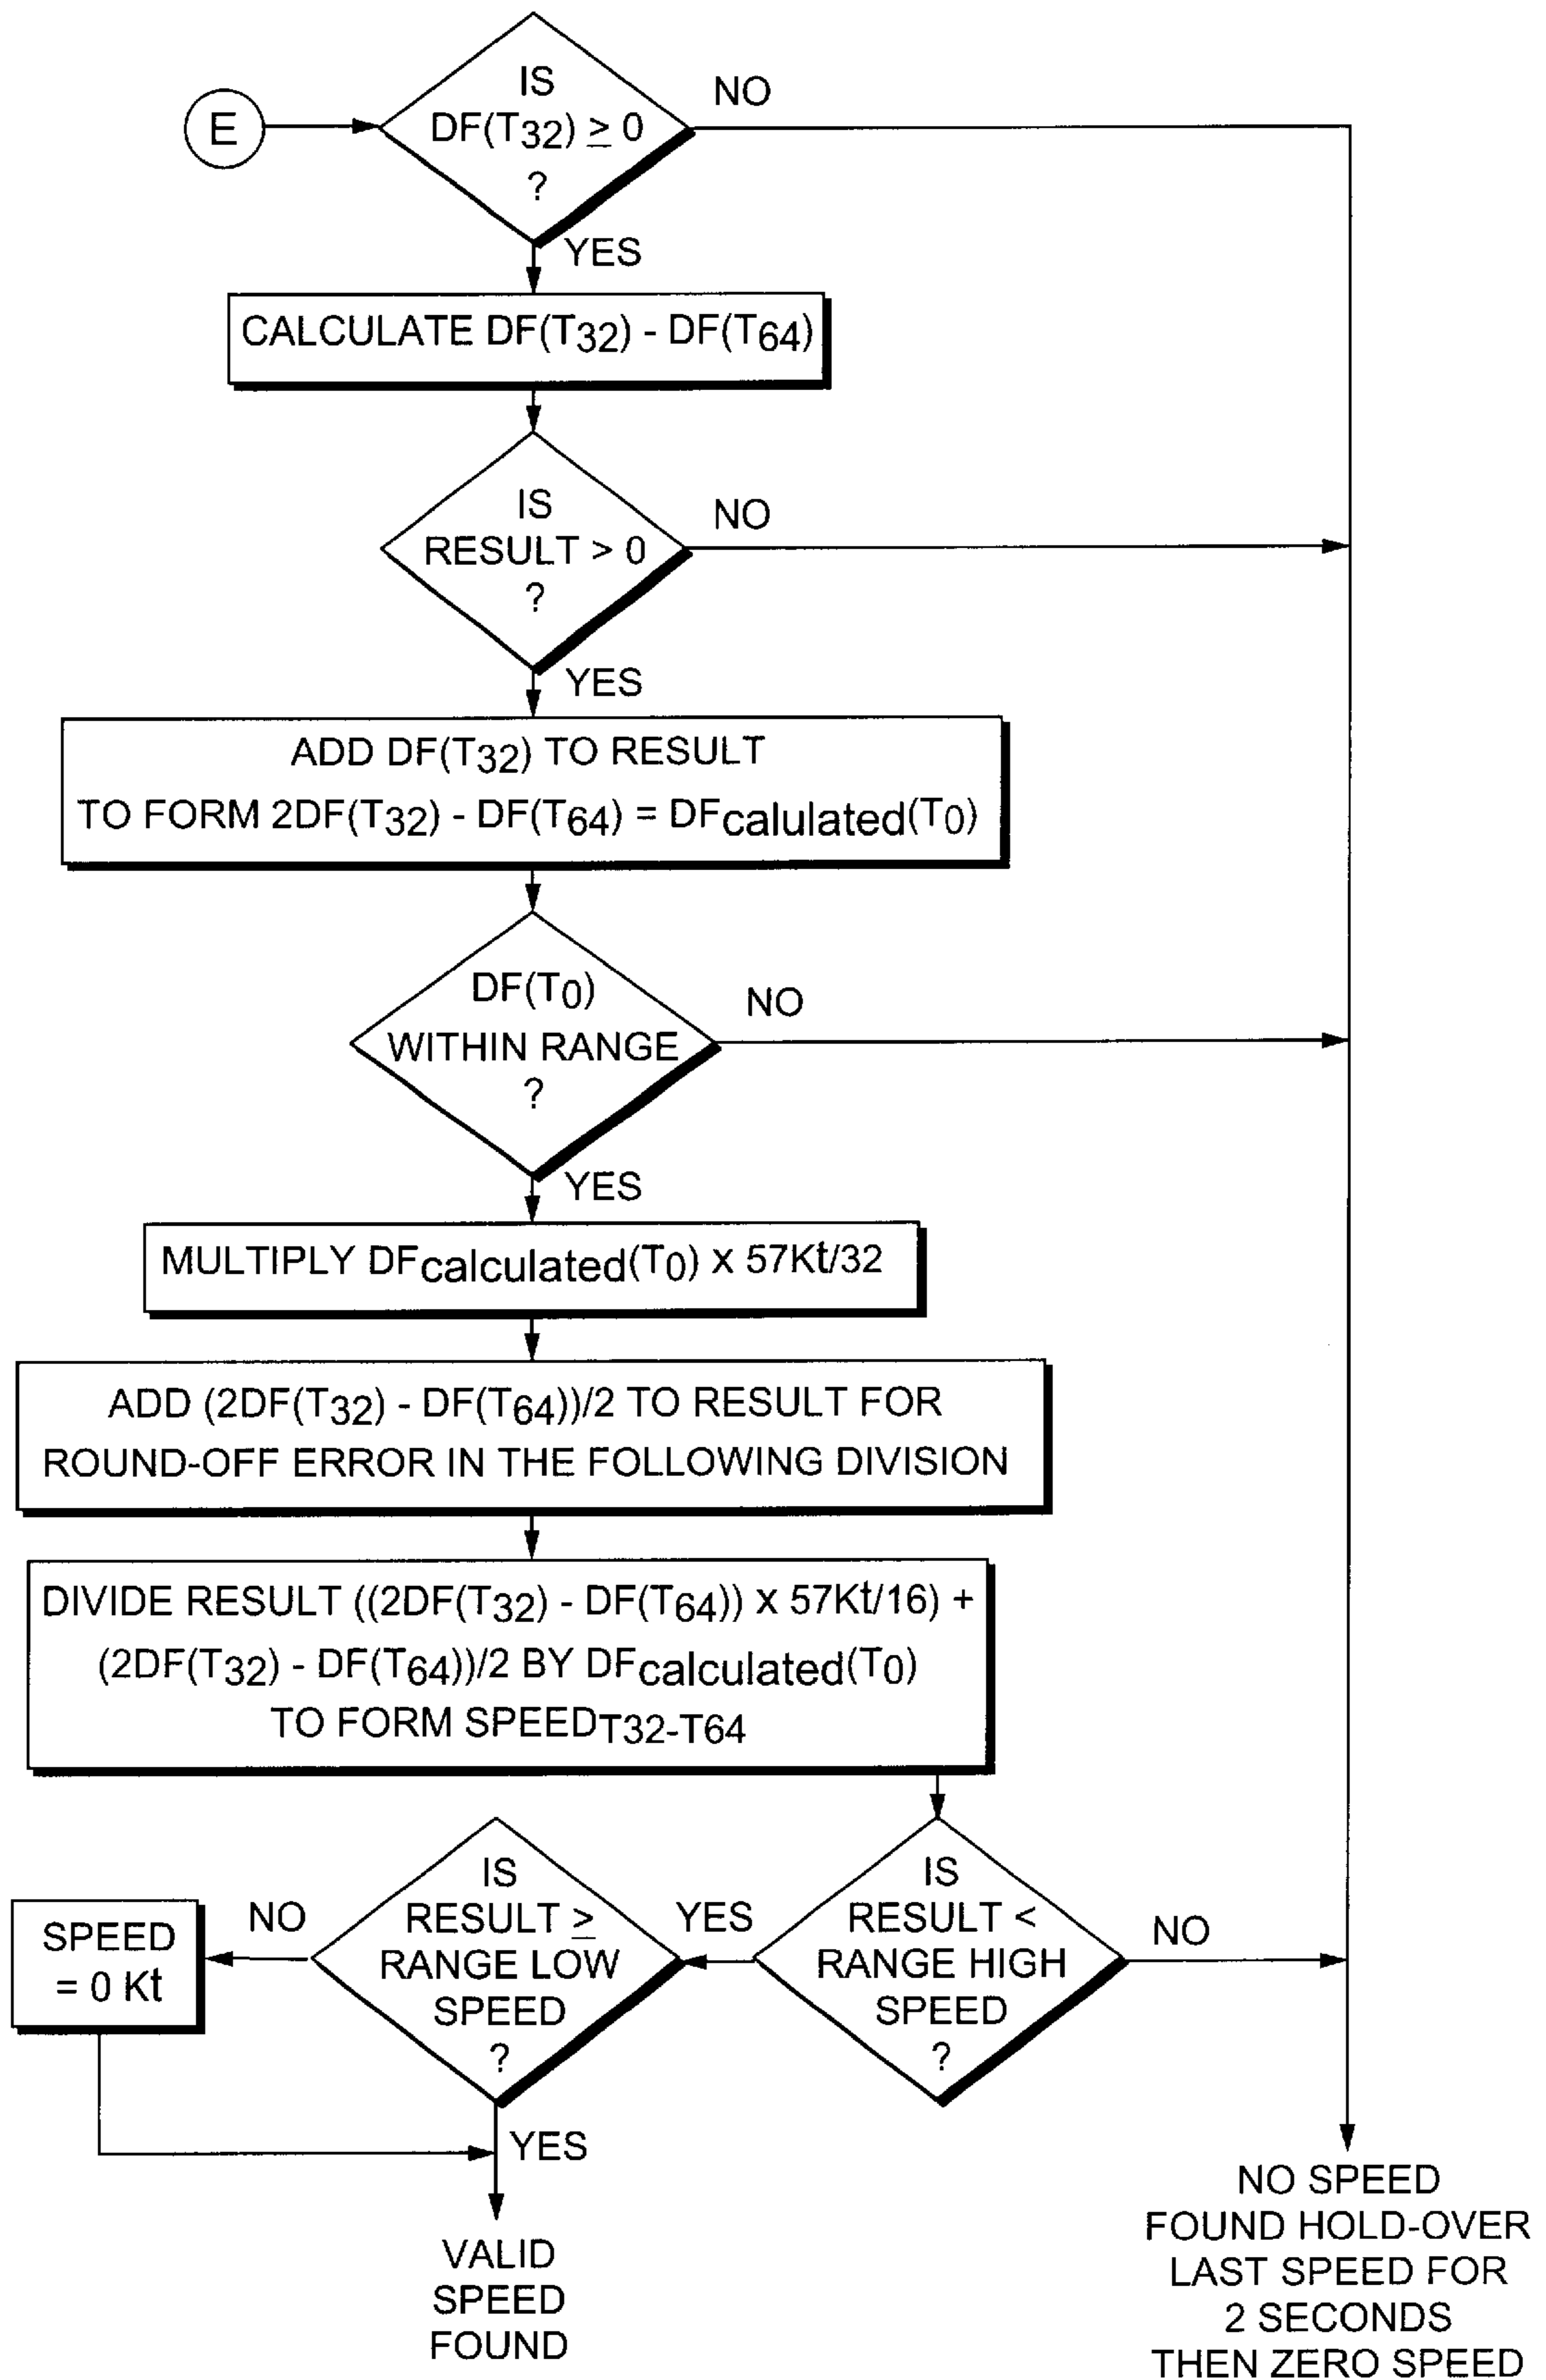 IS
DF(T32) ≥ 0
?
NO
E
YES
CALCULATE DF(T32) - DF(T64)
IS
RESULT > 0
?
NO
YES
ADD DF(T32) TO RESULT
TO FORM 2DF(T32) - DF(T64) = DFcalulated(T0)
DF(T0)
WITHIN RANGE
?
NO
YES
MULTIPLY DFcalculated(T0) x 57Kt/32
ADD (2DF(T32) - DF(T64))/2 TO RESULT FOR
ROUND-OFF ERROR IN THE FOLLOWING DIVISION
DIVIDE RESULT ((2DF(T32) - DF(T64)) x 57Kt/16) +
(2DF(T32) - DF(T64))/2 BY DFcalculated(T0)
TO FORM SPEEDT32-T64
IS
RESULT <
RANGE HIGH
SPEED
?
NO
YES
IS
RESULT ≥
RANGE LOW
SPEED
?
NO
SPEED
= 0 Kt
YES
VALID
SPEED
FOUND
NO SPEED
FOUND HOLD-OVER
LAST SPEED FOR
2 SECONDS
THEN ZERO SPEED